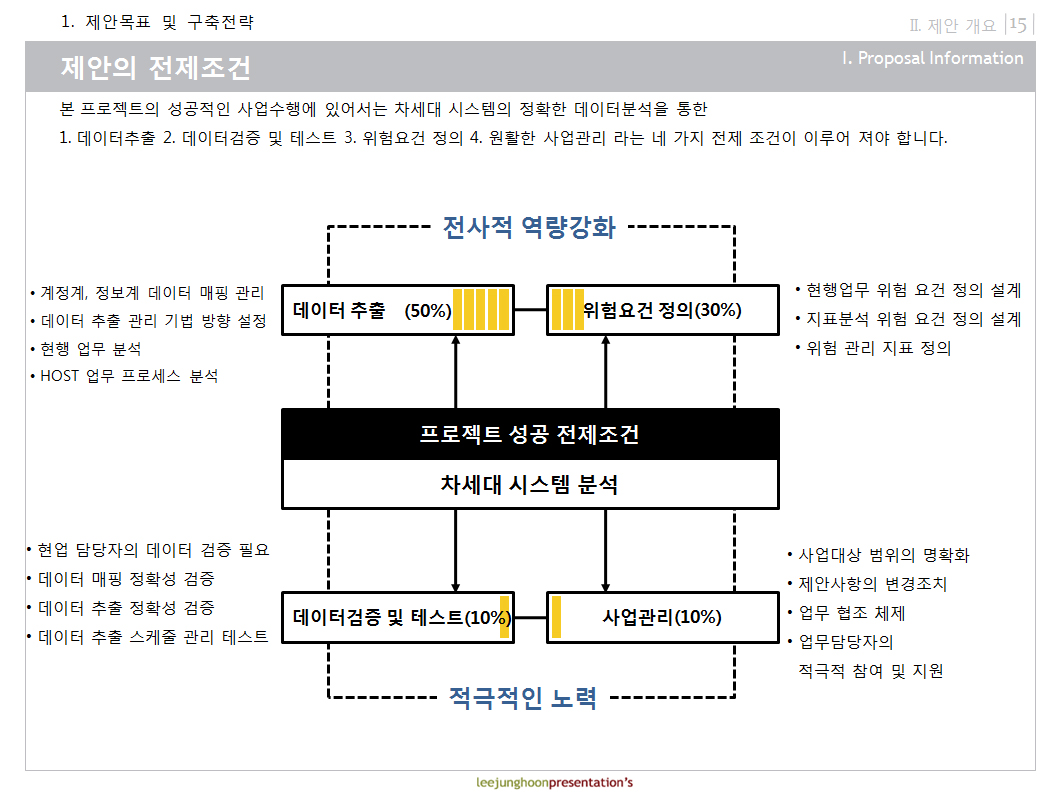 1. 제안목표 및 구축전략
II. 제안 개요 15
제안의 전제조건
I. Proposal Information
본 프로젝트의 성공적인 사업수행에 있어서는 차세대 시스템의 정확한 데이터분석을 통한
1. 데이터추출 2. 데이터검증 및 테스트 3. 위험요건 정의 4. 원활한 사업관리 라는 네 가지 전제 조건이 이루어 져야 합니다.
전사적 역량강화
• 계정계, 정보계 데이터 매핑 관리
• 데이터 추출 관리 기법 방향 설정
• 현행 업무 분석
• HOST 업무 프로세스 분석
데이터 추출 (50%)
위험요건 정의(30%)
• 현행업무 위험 요건 정의 설계
• 지표분석 위험 요건 정의 설계
• 위험 관리 지표 정의
프로젝트 성공 전제조건
차세대 시스템 분석
• 현업 담당자의 데이터 검증 필요
• 데이터 매핑 정확성 검증
• 데이터 추출 정확성 검증
• 데이터 추출 스케줄 관리 테스트
데이터검증 및 테스트(10%)
사업관리(10%)
• 사업대상 범위의 명확화
• 제안사항의 변경조치
• 업무 협조 체제
• 업무담당자의
적극적 참여 및 지원
적극적인 노력
leejunghoonpresentation's